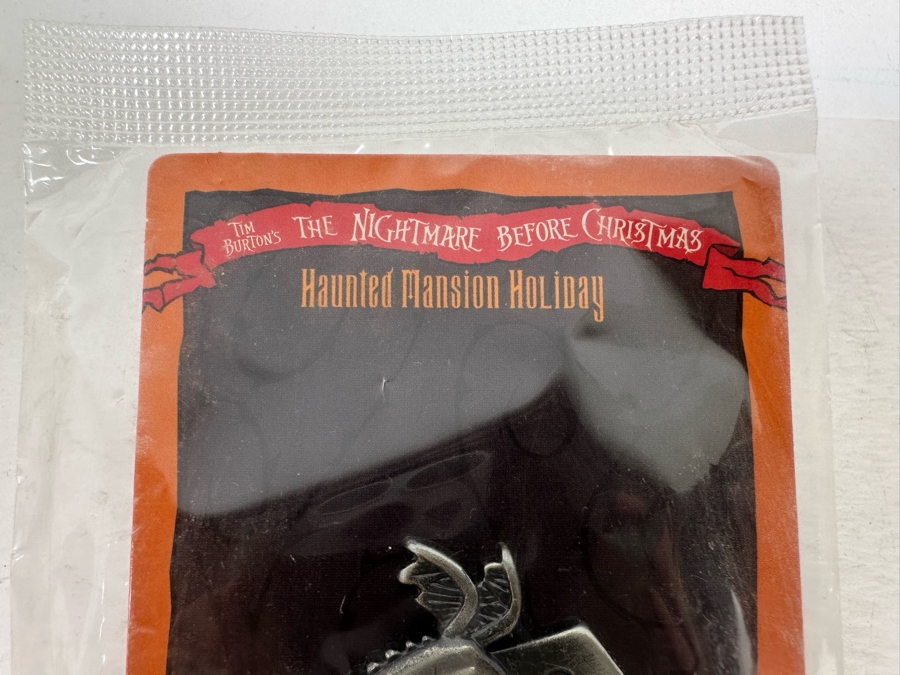 TIM BURTON'S THE NIGHTMARE BEFORE CHRISTMAS
Haunted Mansion Holiday